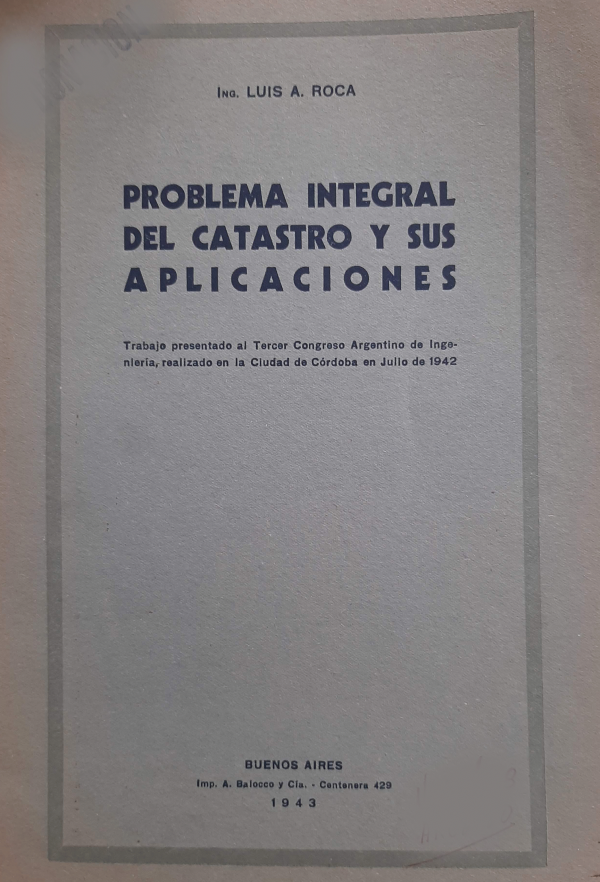 Ing. LUIS A. ROCA
PROBLEMA INTEGRAL
DEL CATASTRO Y SUS
APLICACIONES
Trabajo presentado al Tercer Congreso Argentino de Inge-
niería, realizado en la Ciudad de Córdoba en Julio de 1942
BUENOS AIRES
Imp. A. Baiocco y Cía. - Centenera 429
1943